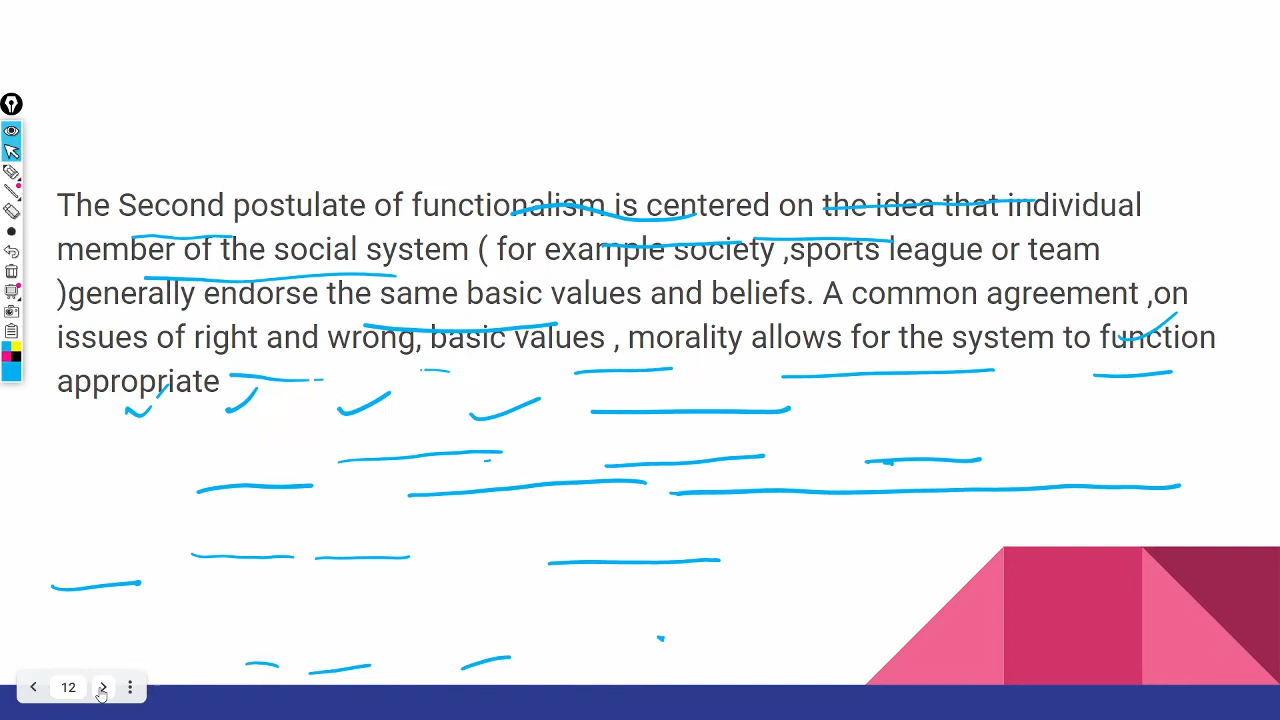 The Second postulate of functionalism is centered on the idea that individual
member of the social system ( for example society ,sports league or team
)generally endorse the same basic values and beliefs. A common agreement ,on
issues of right and wrong, basic values , morality allows for the system to function
appropriate
12